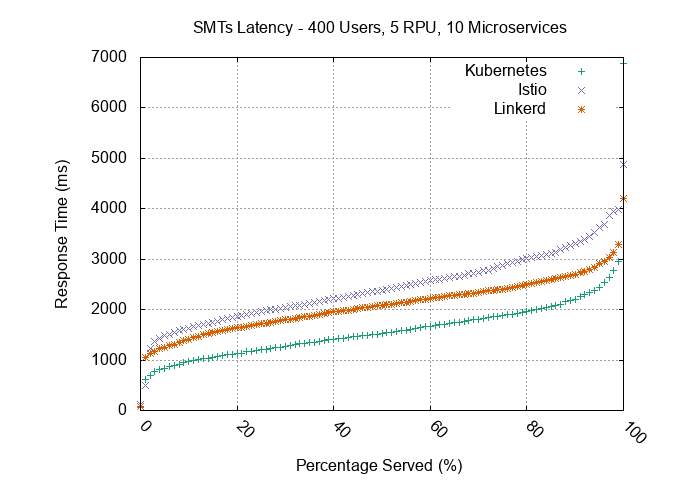 SMTs Latency - 400 Users, 5 RPU, 10 Microservices
7000
6000
5000
4000
3000
2000
1000
0
Response Time (ms)
Kubernetes
Istio
Linkerd
0
20
40
60
80
100
Percentage Served (%)